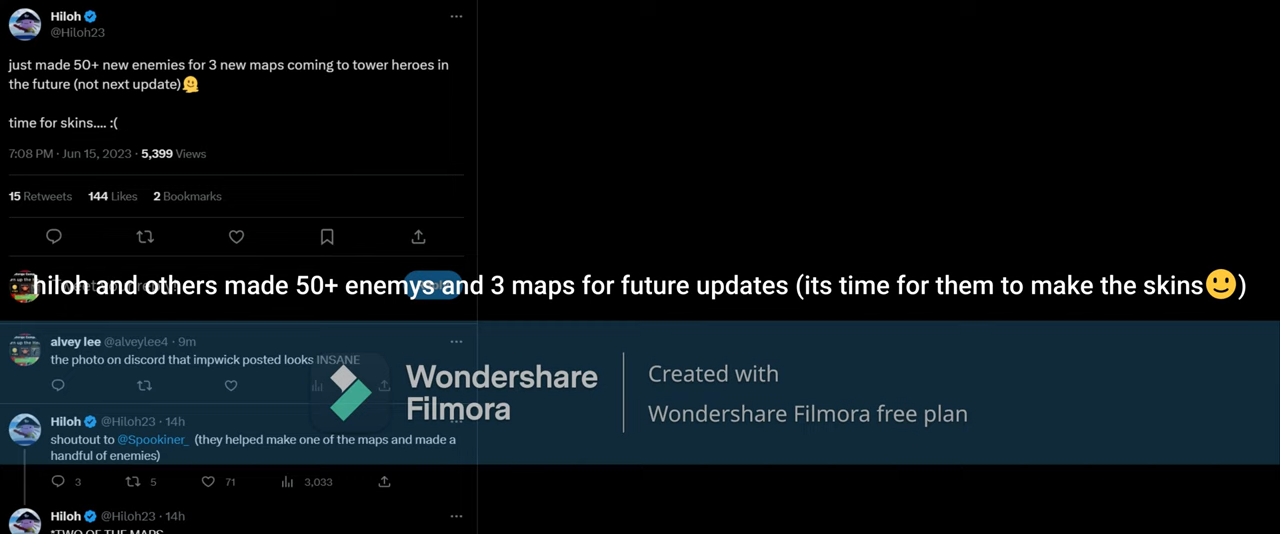 Hiloh
@Hiloh23
just made 50+ new enemies for 3 new maps coming to tower heroes in
the future (not next update)🫠
time for skins.... :(
7:08 PM · Jun 15, 2023 · 5,399 Views
15 Retweets 144 Likes 2 Bookmarks
hiloh and others made 50+ enemys and 3 maps for future updates (its time for them to make the skins🙂)
alvey lee @alveylee4 · 9m
the photo on discord that impwick posted looks INSANE
Wondershare
Filmora
Created with
Wondershare Filmora free plan
Hiloh @Hiloh23 · 14h
shoutout to @Spookiner_ (they helped make one of the maps and made a
handful of enemies)
3 5 71 3,033
Hiloh @Hiloh23 · 14h
*TWO OF THE MAPS